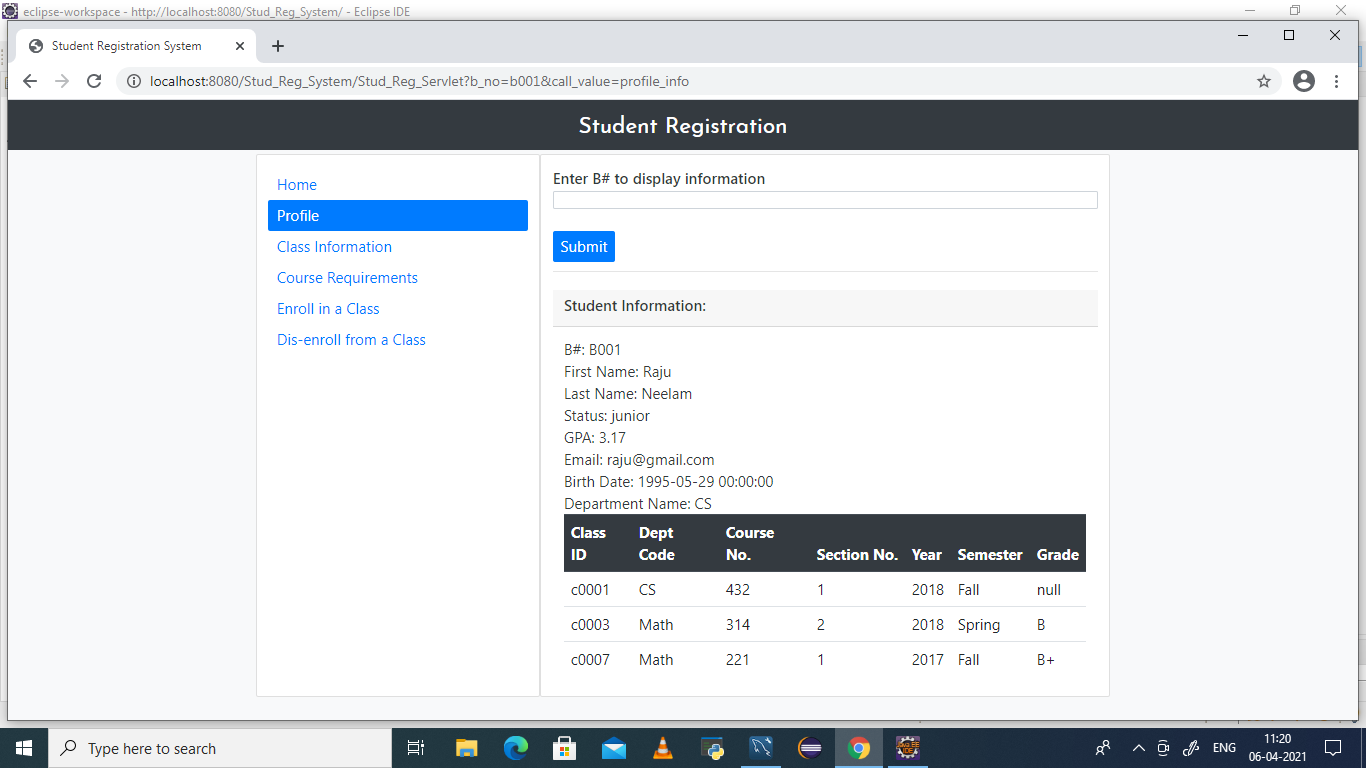 eclipse-workspace - http://localhost:8080/Stud_Reg_System/ - Eclipse IDE
Student Registration System
localhost:8080/Stud_Reg_System/Stud_Reg_Servlet?b_no=b001&call_value=profile_info
Student Registration
Home
Profile
Class Information
Course Requirements
Enroll in a Class
Dis-enroll from a Class
Enter B# to display information
Submit
Student Information:
B#: B001
First Name: Raju
Last Name: Neelam
Status: junior
GPA: 3.17
Email: raju@gmail.com
Birth Date: 1995-05-29 00:00:00
Department Name: CS
Class ID Dept Code Course No. Section No. Year Semester Grade
c0001 CS 432 1 2018 Fall null
c0003 Math 314 2 2018 Spring B
c0007 Math 221 1 2017 Fall B+
Type here to search
ENG
11:20
06-04-2021